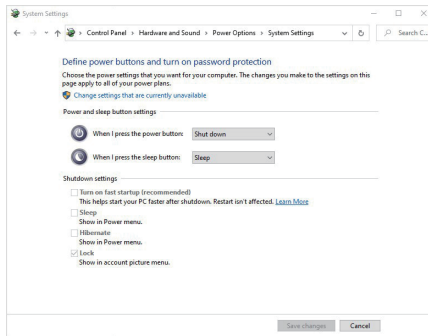 System Settings
Control Panel > Hardware and Sound > Power Options > System Settings
Search C...
Define power buttons and turn on password protection
Choose the power settings that you want for your computer. The changes you make to the settings on this
page apply to all of your power plans.
Change settings that are currently unavailable
Power and sleep button settings
When I press the power button: Shut down
When I press the sleep button: Sleep
Shutdown settings
Turn on fast startup (recommended)
This helps start your PC faster after shutdown. Restart isn't affected. Learn More
Sleep
Show in Power menu.
Hibernate
Show in Power menu.
Lock
Show in account picture menu.
Save changes Cancel